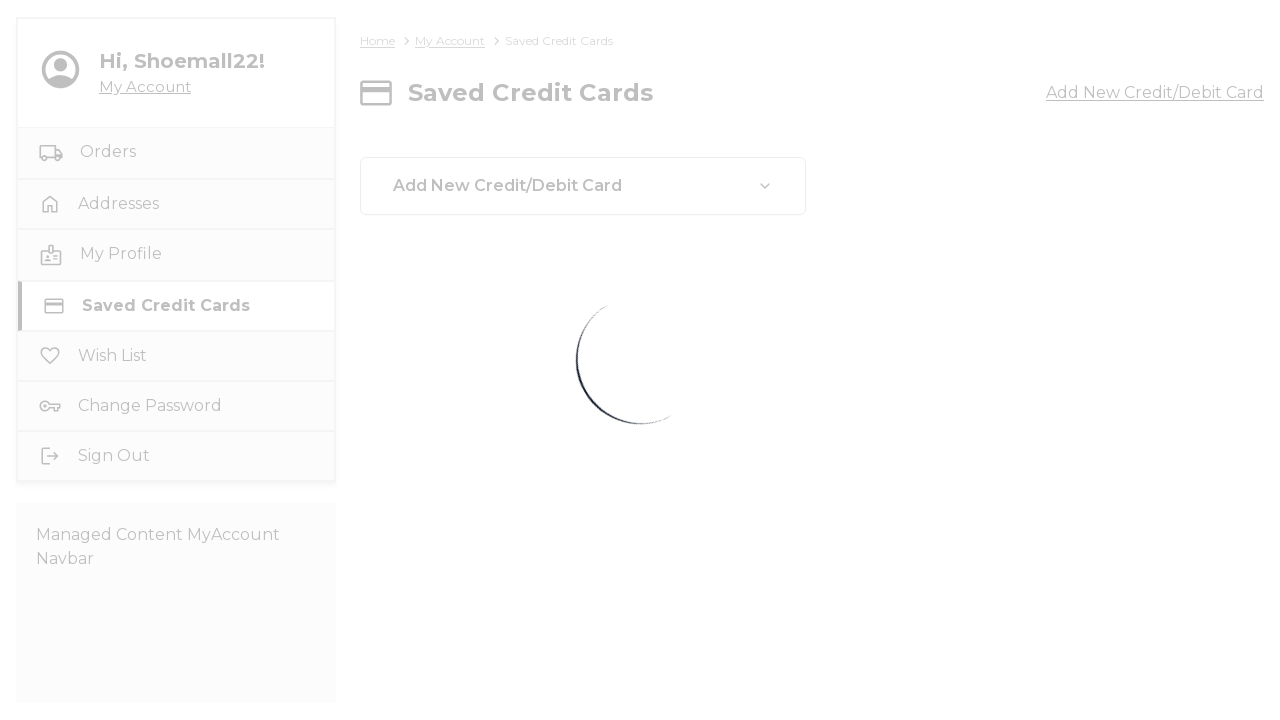 Hi, Shoemall22!
My Account
Orders
Addresses
My Profile
Saved Credit Cards
Wish List
Change Password
Sign Out
Managed Content MyAccount
Navbar
Home > My Account > Saved Credit Cards
Saved Credit Cards
Add New Credit/Debit Card
Add New Credit/Debit Card